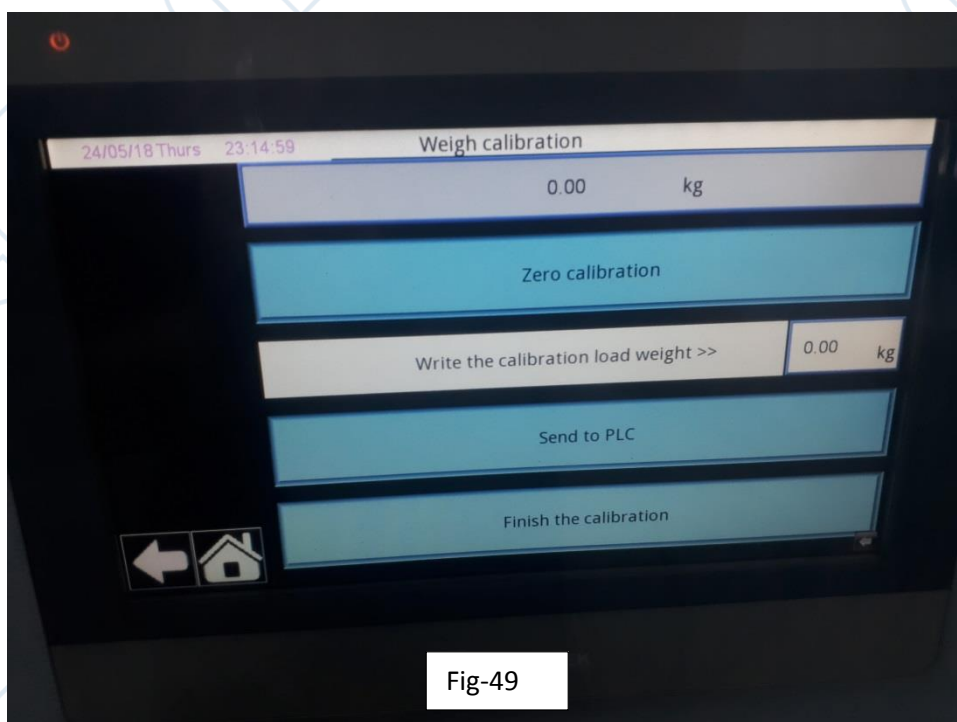 24/05/18 Thurs 23:14:59 Weigh calibration
0.00 kg
Zero calibration
Write the calibration load weight >> 0.00 kg
Send to PLC
Finish the calibration
Fig-49